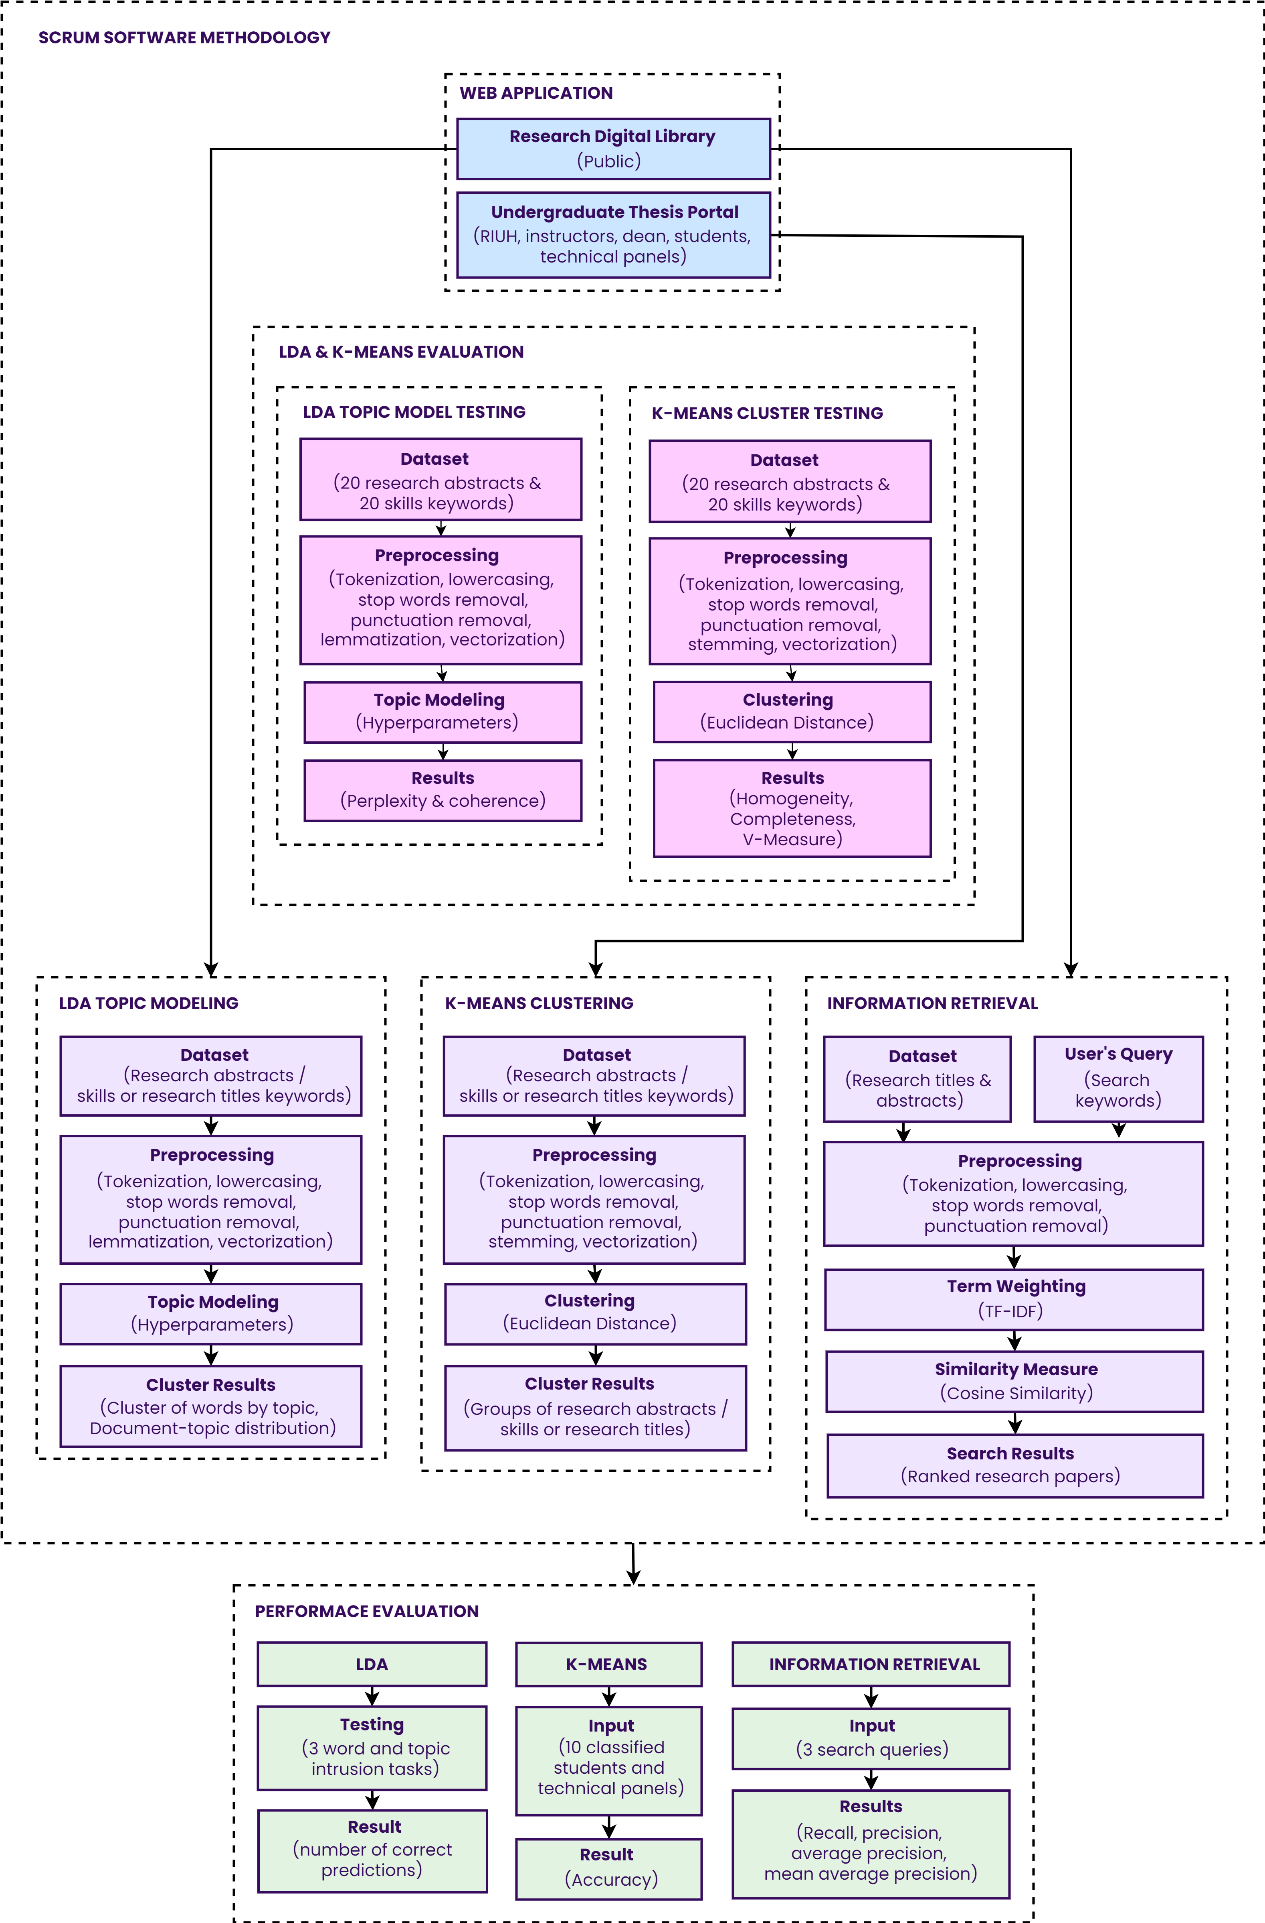 SCRUM SOFTWARE METHODOLOGY
WEB APPLICATION
Research Digital Library
(Public)
Undergraduate Thesis Portal
(RIUH, instructors, dean, students,
technical panels)
LDA & K-MEANS EVALUATION
LDA TOPIC MODEL TESTING
Dataset
(20 research abstracts &
20 skills keywords)
Preprocessing
(Tokenization, lowercasing,
stop words removal,
punctuation removal,
lemmatization, vectorization)
Topic Modeling
(Hyperparameters)
Results
(Perplexity & coherence)
K-MEANS CLUSTER TESTING
Dataset
(20 research abstracts &
20 skills keywords)
Preprocessing
(Tokenization, lowercasing,
stop words removal,
punctuation removal,
stemming, vectorization)
Clustering
(Euclidean Distance)
Results
(Homogeneity,
Completeness,
V-Measure)
LDA TOPIC MODELING
Dataset
(Research abstracts /
skills or research titles keywords)
Preprocessing
(Tokenization, lowercasing,
stop words removal,
punctuation removal,
lemmatization, vectorization)
Topic Modeling
(Hyperparameters)
Cluster Results
(Cluster of words by topic,
Document-topic distribution)
K-MEANS CLUSTERING
Dataset
(Research abstracts /
skills or research titles keywords)
Preprocessing
(Tokenization, lowercasing,
stop words removal,
punctuation removal,
stemming, vectorization)
Clustering
(Euclidean Distance)
Cluster Results
(Groups of research abstracts /
skills or research titles)
INFORMATION RETRIEVAL
Dataset
(Research titles &
abstracts)
User's Query
(Search
keywords)
Preprocessing
(Tokenization, lowercasing,
stop words removal,
punctuation removal)
Term Weighting
(TF-IDF)
Similarity Measure
(Cosine Similarity)
Search Results
(Ranked research papers)
PERFORMACE EVALUATION
LDA
Testing
(3 word and topic
intrusion tasks)
Result
(number of correct
predictions)
K-MEANS
Input
(10 classified
students and
technical panels)
Result
(Accuracy)
INFORMATION RETRIEVAL
Input
(3 search queries)
Results
(Recall, precision,
average precision,
mean average precision)